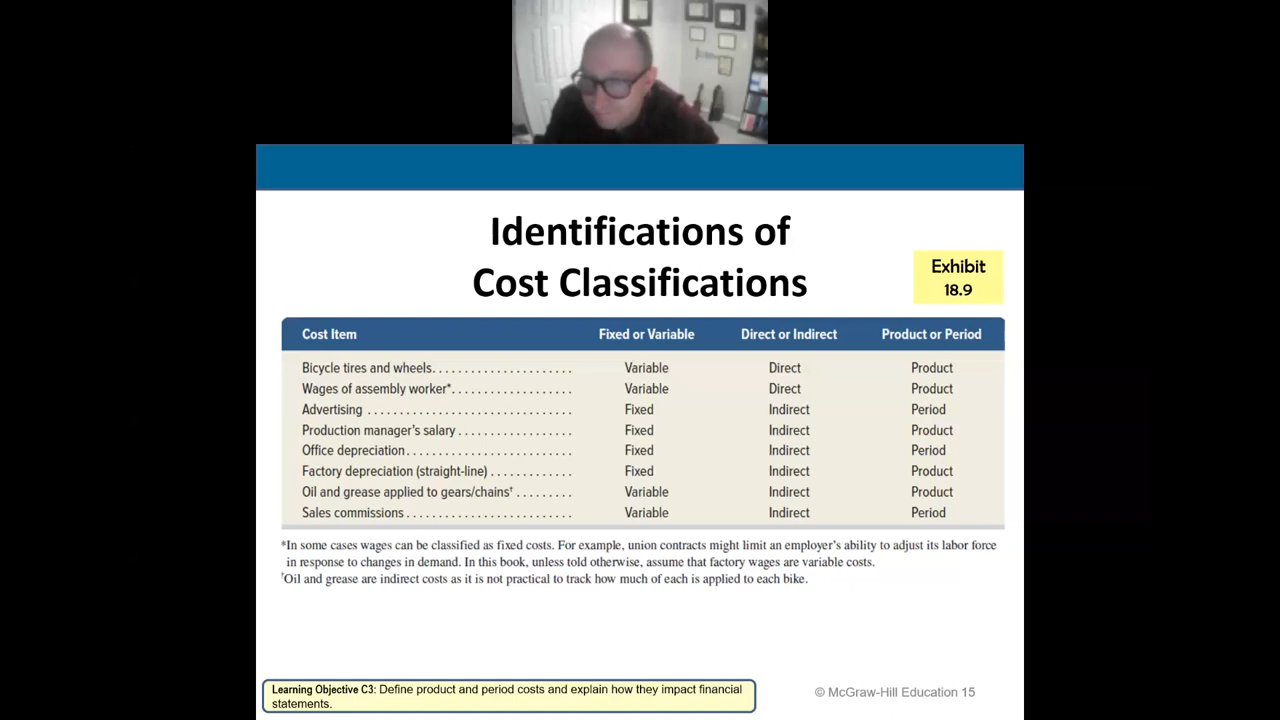 Identifications of
Cost Classifications
Exhibit
18.9
Cost Item Fixed or Variable Direct or Indirect Product or Period
Bicycle tires and wheels. . . . . . . . . . . . . . . . . . . . . . Variable Direct Product
Wages of assembly worker*. . . . . . . . . . . . . . . . . . . Variable Direct Product
Advertising . . . . . . . . . . . . . . . . . . . . . . . . . . . . . . . . Fixed Indirect Period
Production manager’s salary . . . . . . . . . . . . . . . . . . Fixed Indirect Product
Office depreciation. . . . . . . . . . . . . . . . . . . . . . . . . . Fixed Indirect Period
Factory depreciation (straight-line) . . . . . . . . . . . . . Fixed Indirect Product
Oil and grease applied to gears/chains† . . . . . . . . . Variable Indirect Product
Sales commissions . . . . . . . . . . . . . . . . . . . . . . . . . . Variable Indirect Period
*In some cases wages can be classified as fixed costs. For example, union contracts might limit an employer’s ability to adjust its labor force
in response to changes in demand. In this book, unless told otherwise, assume that factory wages are variable costs.
†Oil and grease are indirect costs as it is not practical to track how much of each is applied to each bike.
Learning Objective C3: Define product and period costs and explain how they impact financial
statements.
© McGraw-Hill Education 15